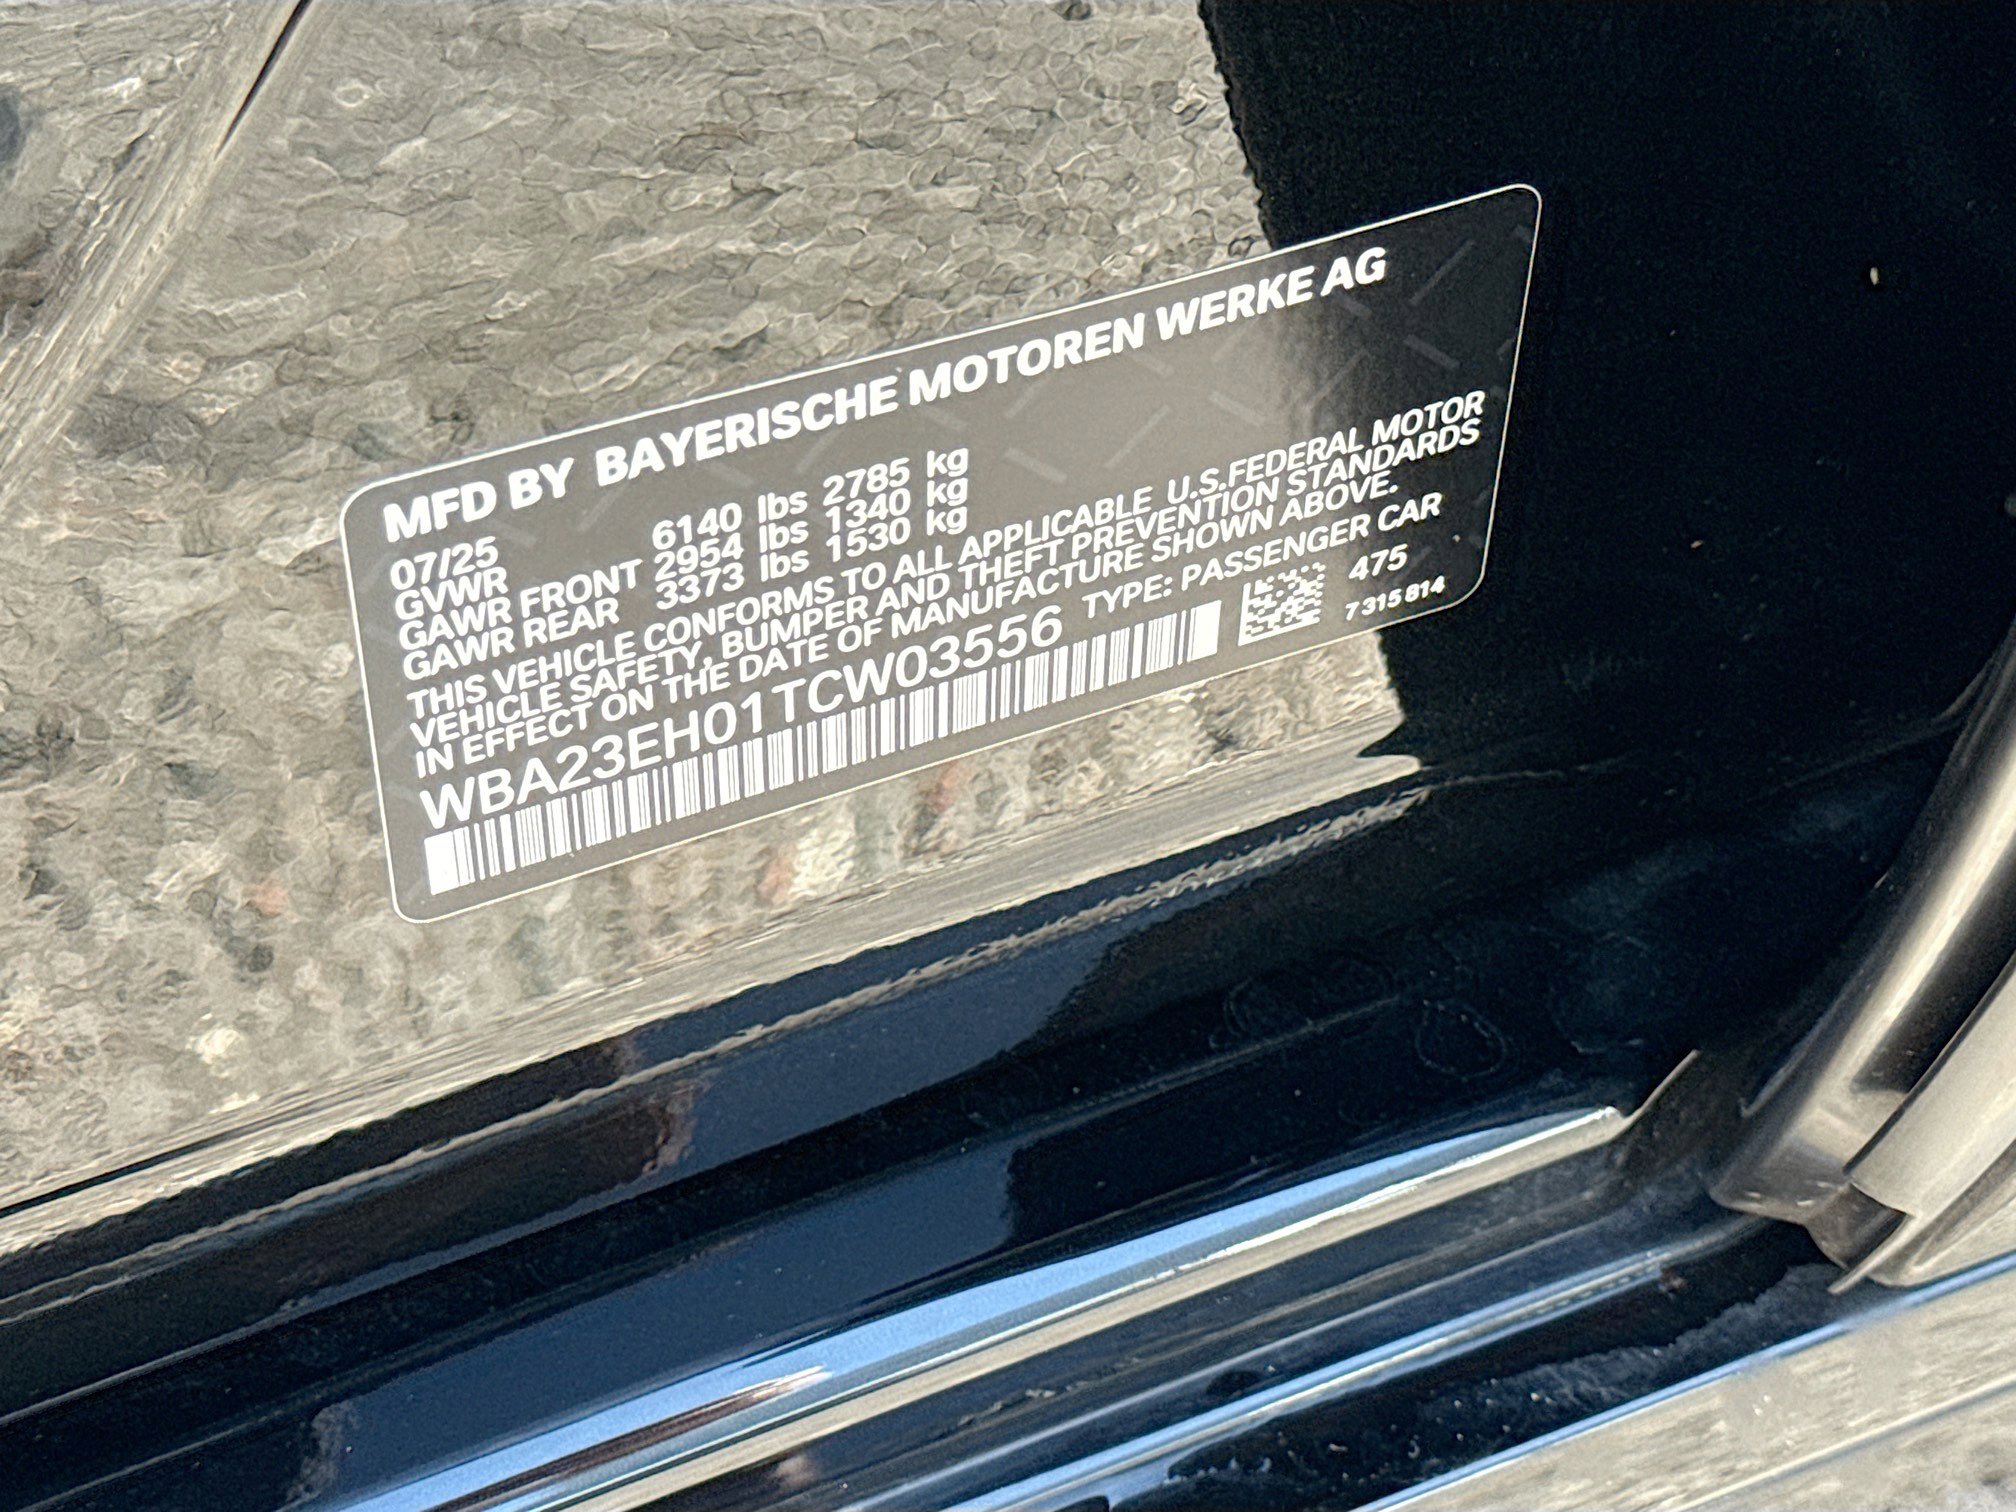 MFD BY BAYERISCHE MOTOREN WERKE AG
07/25
GVWR 6140 lbs 2785 kg
GAWR FRONT 2954 lbs 1340 kg
GAWR REAR 3373 lbs 1530 kg
THIS VEHICLE CONFORMS TO ALL APPLICABLE U.S.FEDERAL MOTOR
VEHICLE SAFETY, BUMPER AND THEFT PREVENTION STANDARDS
IN EFFECT ON THE DATE OF MANUFACTURE SHOWN ABOVE.
WBA23EH01TCW03556 TYPE: PASSENGER CAR
475
7 315 814